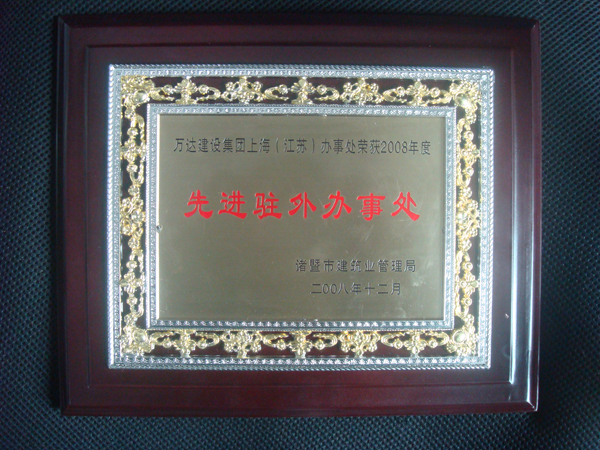 万达建设集团上海（江苏）办事处荣获2008年度
先进驻外办事处
诸暨市建筑业管理局
二00八年十二月